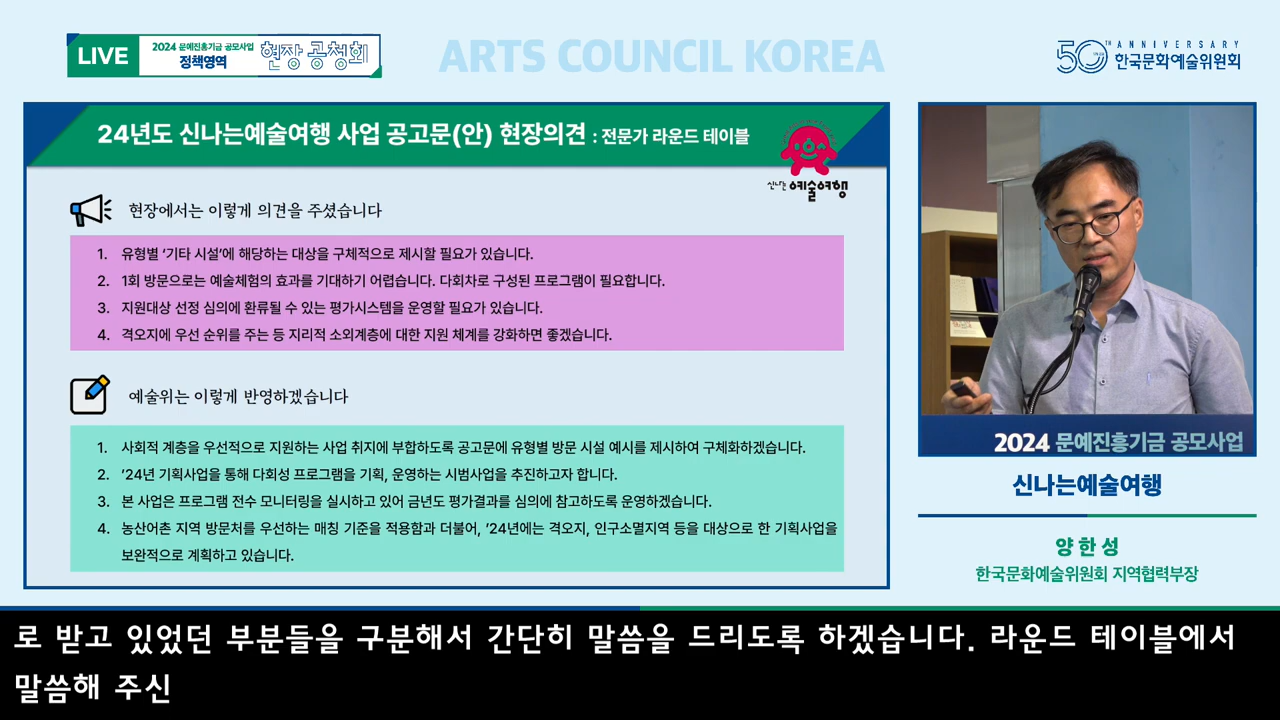 LIVE
2024 문예진흥기금 공모사업
정책영역
현장 공청회
ARTS COUNCIL KOREA
50 TH ANNIVERSARY
한국문화예술위원회
24년도 신나는예술여행 사업 공고문(안) 현장의견 : 전문가 라운드 테이블
신나는 예술여행
현장에서는 이렇게 의견을 주셨습니다
1. 유형별 ‘기타 시설’에 해당하는 대상을 구체적으로 제시할 필요가 있습니다.
2. 1회 방문으로는 예술체험의 효과를 기대하기 어렵습니다. 다회차로 구성된 프로그램이 필요합니다.
3. 지원대상 선정 심의에 환류될 수 있는 평가시스템을 운영할 필요가 있습니다.
4. 격오지에 우선 순위를 주는 등 지리적 소외계층에 대한 지원 체계를 강화하면 좋겠습니다.
예술위는 이렇게 반영하겠습니다
1. 사회적 계층을 우선적으로 지원하는 사업 취지에 부합하도록 공고문에 유형별 방문 시설 예시를 제시하여 구체화하겠습니다.
2. ’24년 기획사업을 통해 다회성 프로그램을 기획, 운영하는 시범사업을 추진하고자 합니다.
3. 본 사업은 프로그램 전수 모니터링을 실시하고 있어 금년도 평가결과를 심의에 참고하도록 운영하겠습니다.
4. 농산어촌 지역 방문처를 우선하는 매칭 기준을 적용함과 더불어, ’24년에는 격오지, 인구소멸지역 등을 대상으로 한 기획사업을
보완적으로 계획하고 있습니다.
2024 문예진흥기금 공모사업
신나는예술여행
양한성
한국문화예술위원회 지역협력부장
로 받고 있었던 부분들을 구분해서 간단히 말씀을 드리도록 하겠습니다. 라운드 테이블에서
말씀해 주신